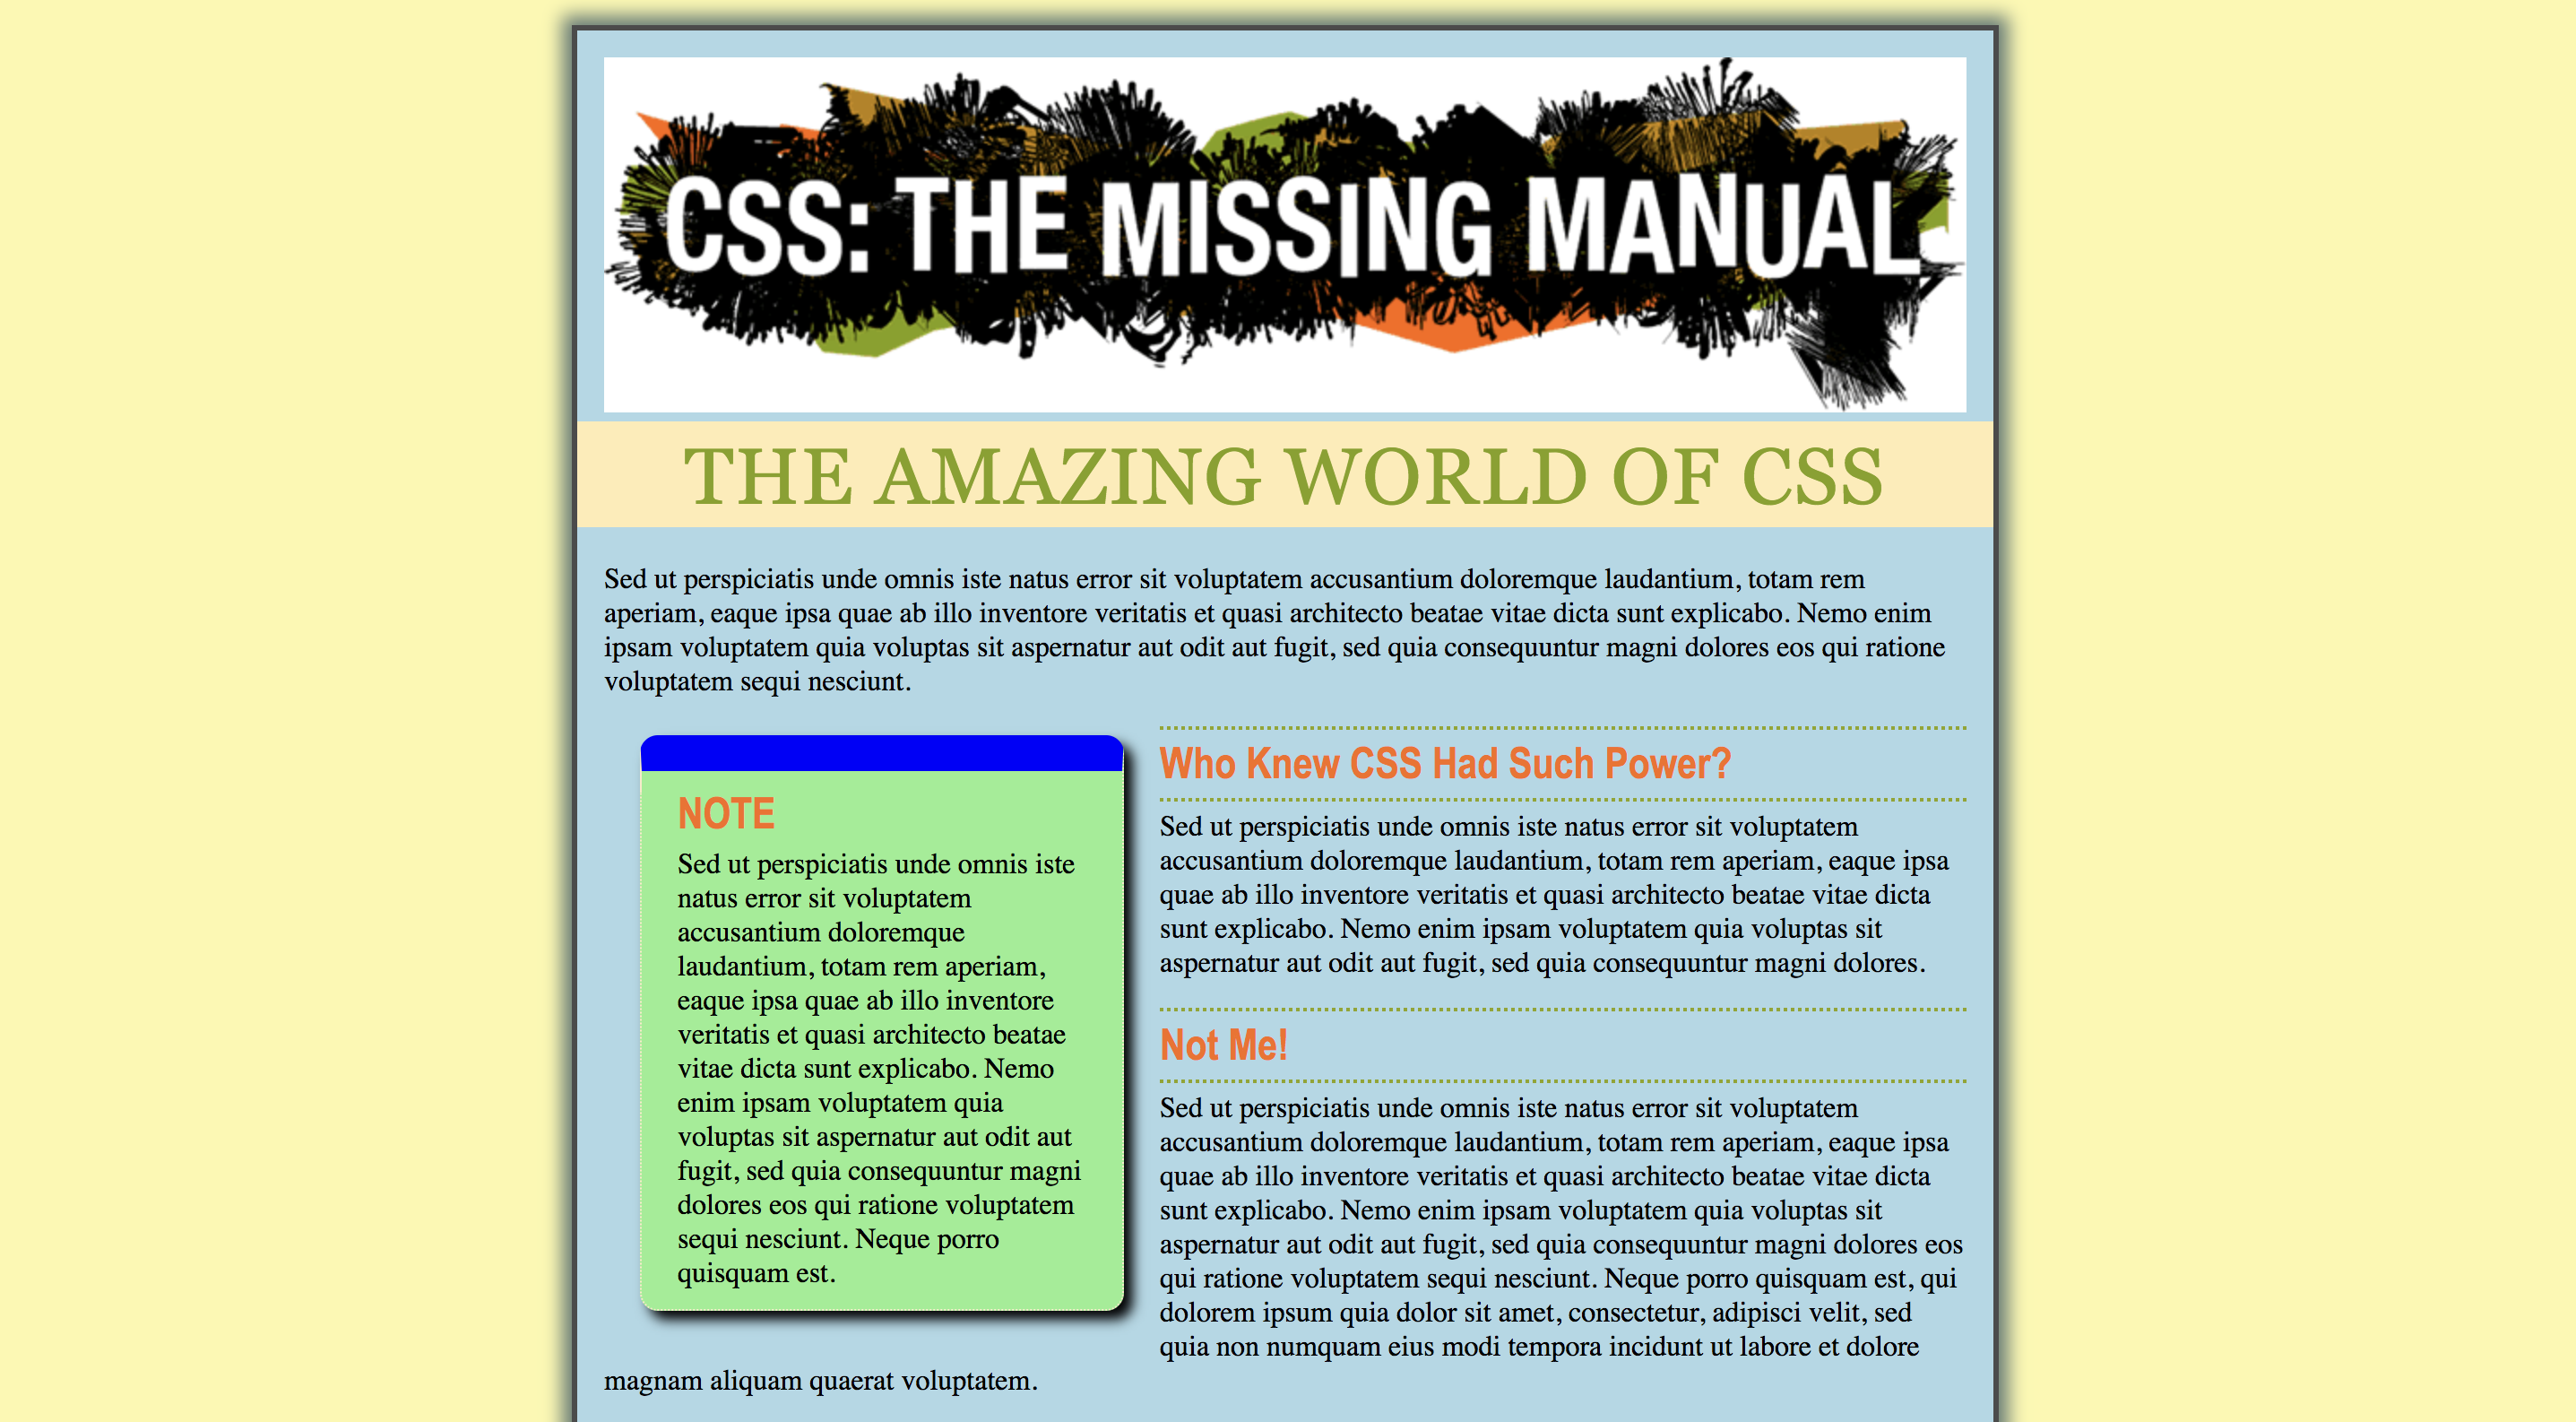 CSS: THE MISSING MANUAL
THE AMAZING WORLD OF CSS
Sed ut perspiciatis unde omnis iste natus error sit voluptatem accusantium doloremque laudantium, totam rem
aperiam, eaque ipsa quae ab illo inventore veritatis et quasi architecto beatae vitae dicta sunt explicabo. Nemo enim
ipsam voluptatem quia voluptas sit aspernatur aut odit aut fugit, sed quia consequuntur magni dolores eos qui ratione
voluptatem sequi nesciunt.
NOTE
Sed ut perspiciatis unde omnis iste
natus error sit voluptatem
accusantium doloremque
laudantium, totam rem aperiam,
eaque ipsa quae ab illo inventore
veritatis et quasi architecto beatae
vitae dicta sunt explicabo. Nemo
enim ipsam voluptatem quia
voluptas sit aspernatur aut odit aut
fugit, sed quia consequuntur magni
dolores eos qui ratione voluptatem
sequi nesciunt. Neque porro
quisquam est.
Who Knew CSS Had Such Power?
Sed ut perspiciatis unde omnis iste natus error sit voluptatem
accusantium doloremque laudantium, totam rem aperiam, eaque ipsa
quae ab illo inventore veritatis et quasi architecto beatae vitae dicta
sunt explicabo. Nemo enim ipsam voluptatem quia voluptas sit
aspernatur aut odit aut fugit, sed quia consequuntur magni dolores.
Not Me!
Sed ut perspiciatis unde omnis iste natus error sit voluptatem
accusantium doloremque laudantium, totam rem aperiam, eaque ipsa
quae ab illo inventore veritatis et quasi architecto beatae vitae dicta
sunt explicabo. Nemo enim ipsam voluptatem quia voluptas sit
aspernatur aut odit aut fugit, sed quia consequuntur magni dolores eos
qui ratione voluptatem sequi nesciunt. Neque porro quisquam est, qui
dolorem ipsum quia dolor sit amet, consectetur, adipisci velit, sed
quia non numquam eius modi tempora incidunt ut labore et dolore
magnam aliquam quaerat voluptatem.